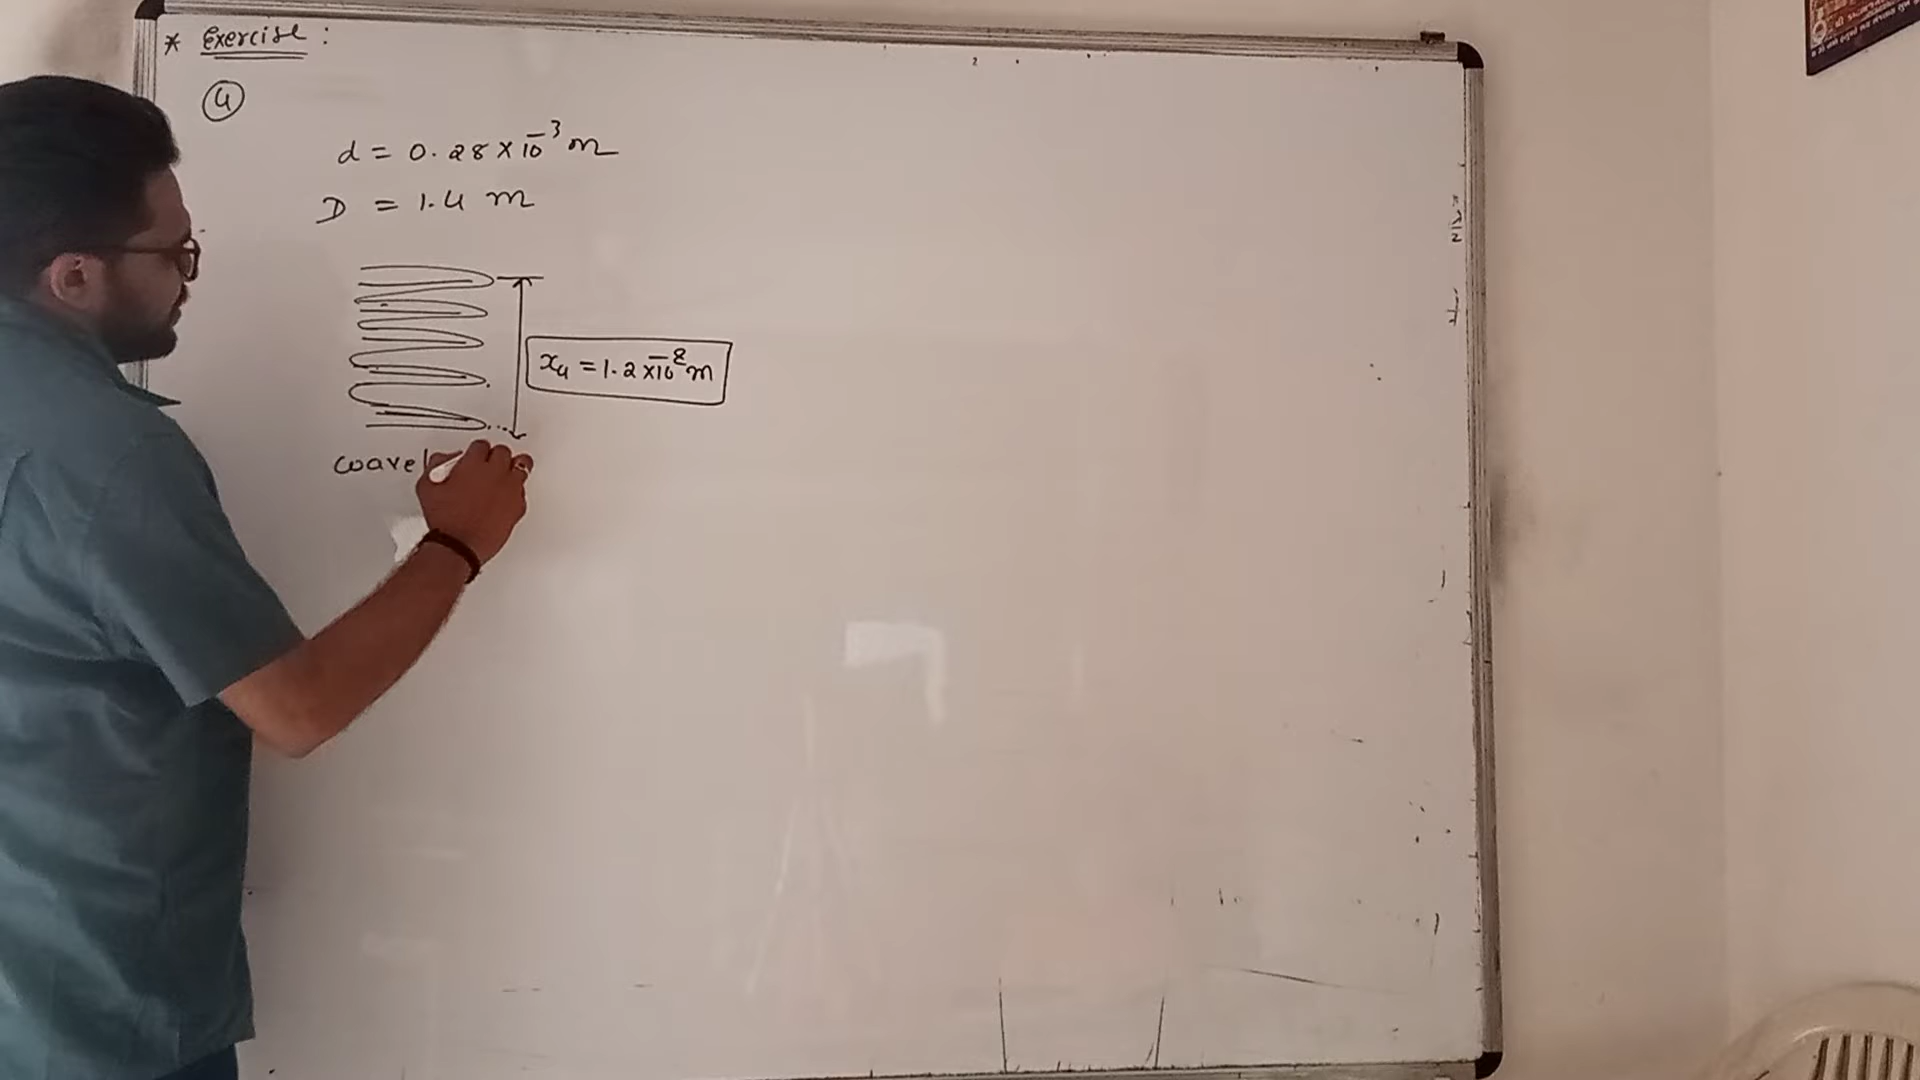 * Exercise :
4
d = 0.28 × 10⁻³ m
D = 1.4 m
x₄ = 1.2 × 10⁻² m
wavel